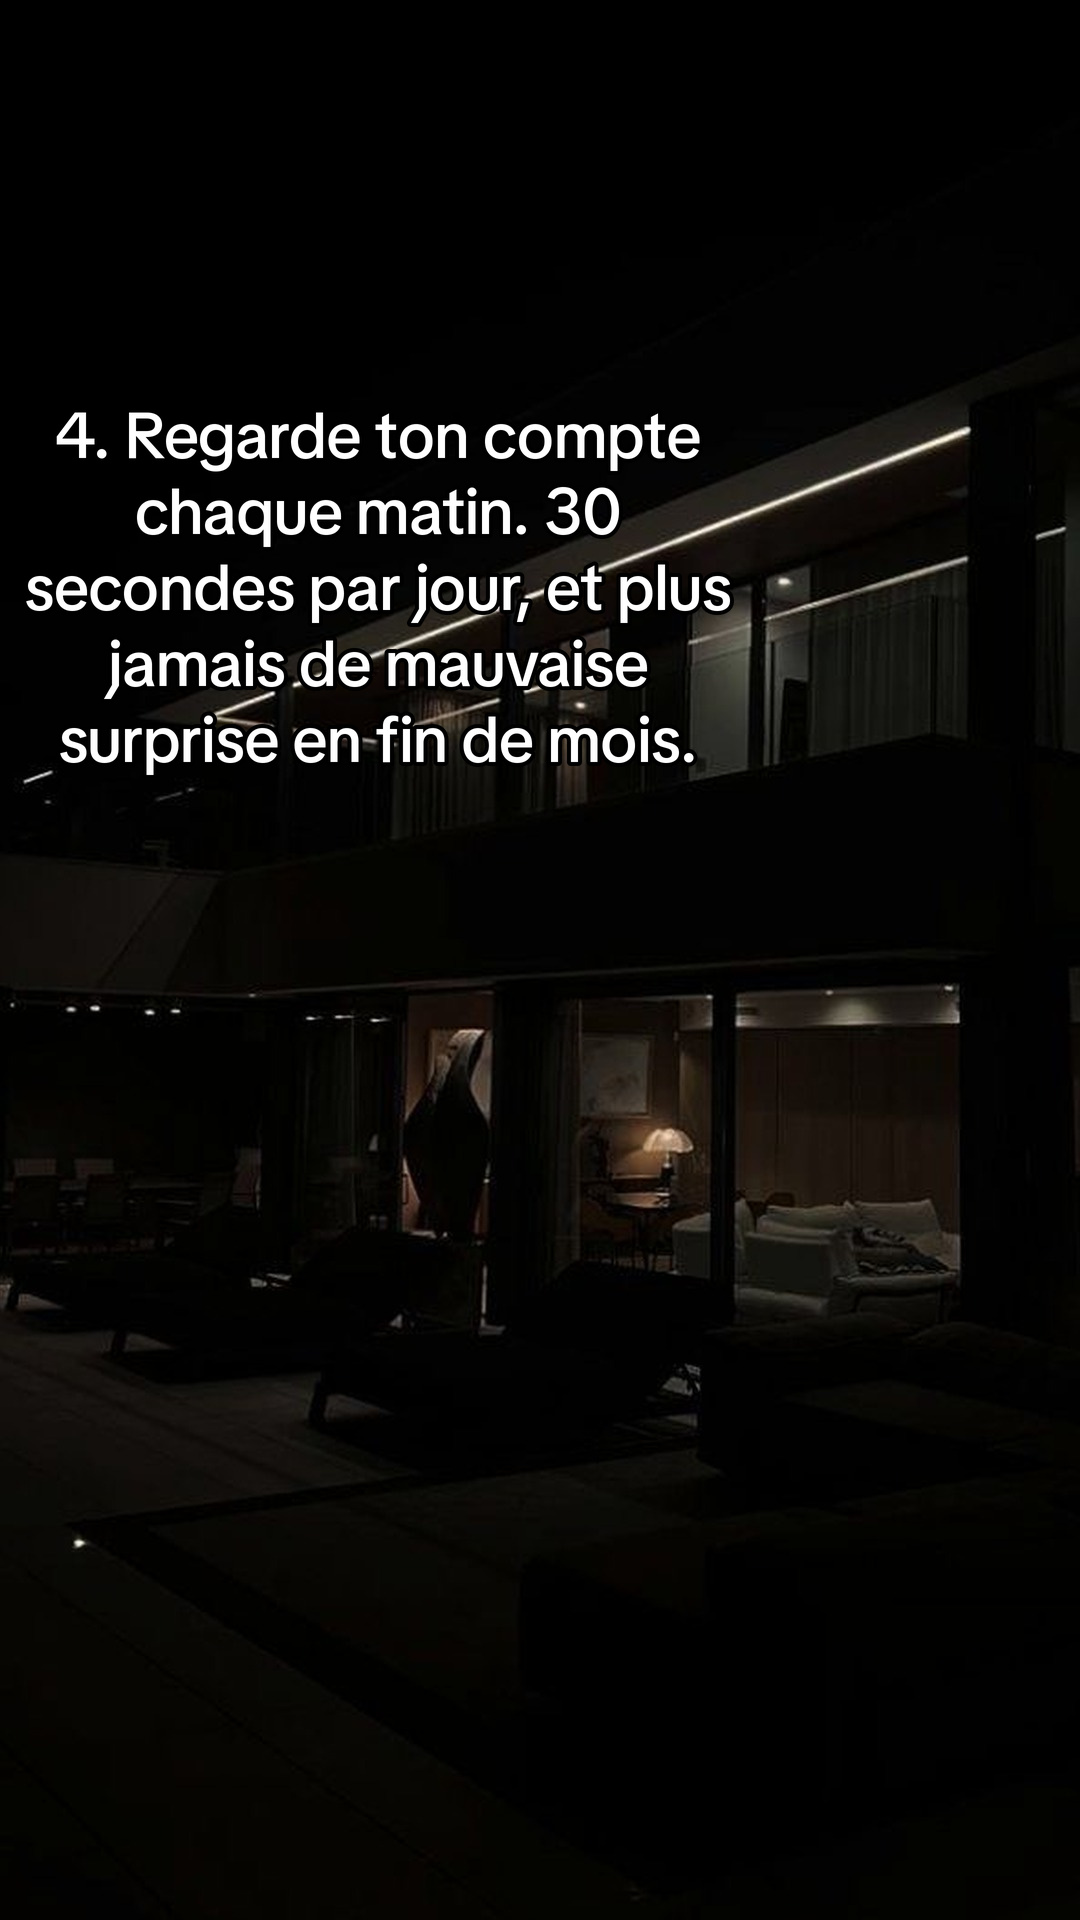 4. Regarde ton compte
chaque matin. 30
secondes par jour, et plus
jamais de mauvaise
surprise en fin de mois.